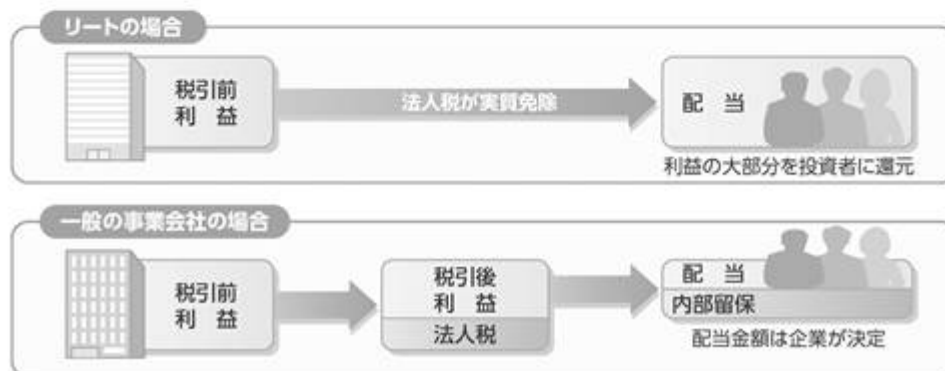 リートの場合
税引前
利 益
法人税が実質免除
配 当
利益の大部分を投資者に還元
一般の事業会社の場合
税引前
利 益
税引後
利 益
法人税
配 当
内部留保
配当金額は企業が決定